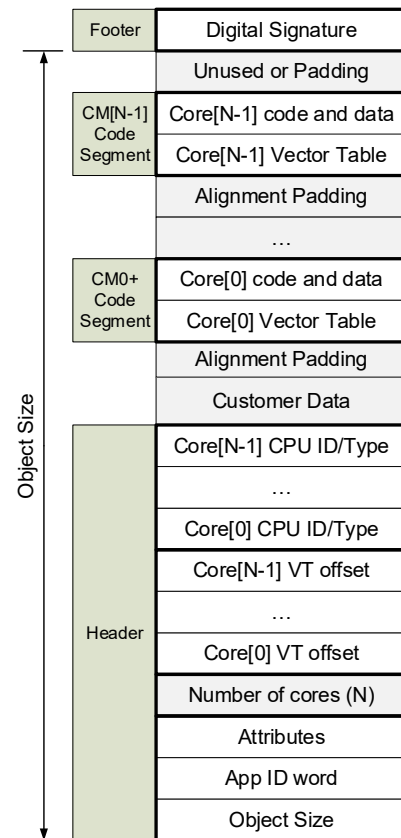 Footer
Digital Signature
Unused or Padding
CM[N-1]
Code
Segment
Core[N-1] code and data
Core[N-1] Vector Table
Alignment Padding
…
CM0+
Code
Segment
Core[0] code and data
Core[0] Vector Table
Alignment Padding
Customer Data
Object Size
Header
Core[N-1] CPU ID/Type
…
Core[0] CPU ID/Type
Core[N-1] VT offset
…
Core[0] VT offset
Number of cores (N)
Attributes
App ID word
Object Size